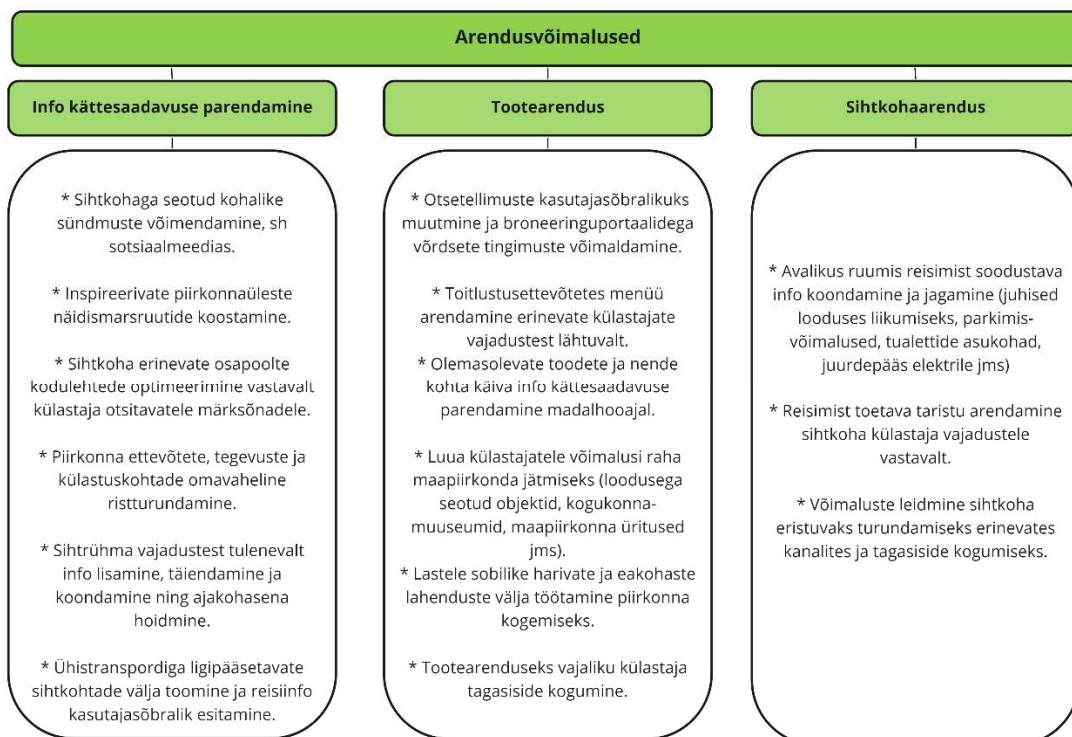 Arendusvõimalused
Info kättesaadavuse parendamine
* Sihtkohaga seotud kohalike
sündmuste võimendamine, sh
sotsiaalmeedias.
* Inspireerivate piirkonnaüleste
näidismarsruutide koostamine.
* Sihtkoha erinevate osapoolte
kodulehtede optimeerimine vastavalt
külastaja otsitavatele märksõnadele.
* Piirkonna ettevõtete, tegevuste ja
külastuskohtade omavaheline
ristturundamine.
* Sihtrühma vajadustest tulenevalt
info lisamine, täiendamine ja
koondamine ning ajakohasena
hoidmine.
* Ühistranspordiga ligipääsetavate
sihtkohtade välja toomine ja reisiinfo
kasutajasõbralik esitamine.
Tootearendus
* Otsetellimuste kasutajasõbralikuks
muutmine ja broneeringuportaalidega
võrdsete tingimuste võimaldamine.
* Toitlustusettevõtetes menüü
arendamine erinevate külastajate
vajadustest lähtuvalt.
* Olemasolevate toodete ja nende
kohta käiva info kättesaadavuse
parendamine madalhooajal.
* Luua külastajatele võimalusi raha
maapiirkonda jätmiseks (loodusega
seotud objektid, kogukonna-
muuseumid, maapiirkonna üritused
jms).
* Lastele sobilike harivate ja eakohaste
lahenduste välja töötamine piirkonna
kogemiseks.
* Tootearenduseks vajaliku külastaja
tagasiside kogumine.
Sihtkohaarendus
* Avalikus ruumis reisimist soodustava
info koondamine ja jagamine (juhised
looduses liikumiseks, parkimis-
võimalused, tualettide asukohad,
juurdepääs elektrile jms)
* Reisimist toetava taristu arendamine
sihtkoha külastaja vajadustele
vastavalt.
* Võimaluste leidmine sihtkoha
eristuvaks turundamiseks erinevates
kanalites ja tagasiside kogumiseks.